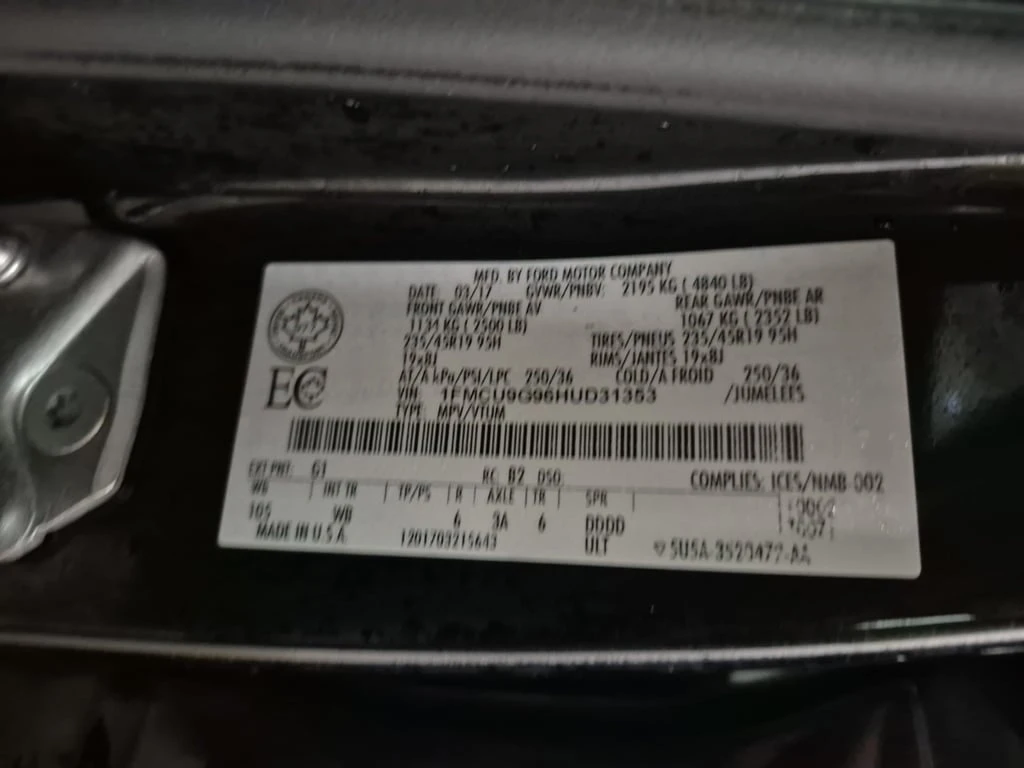 MFD. BY FORD MOTOR COMPANY
DATE: 03/17 GVWR/PNBV: 2195 KG ( 4840 LB)
FRONT GAWR/PNBE AV REAR GAWR/PNBE AR
1134 KG ( 2500 LB) 1067 KG ( 2352 LB)
235/45R19 95H TIRES/PNEUS 235/45R19 95H
19x8J RIMS/JANTES 19x8J
AT/A kPa/PSI/LPC 250/36 COLD/A FROID 250/36
VIN: 1FMCU9G96HUD31353 /JUMELEES
TYPE: MPV/VTUM
EC
EXT PNT: G1 RC: B2 DSO: COMPLIES: ICES/NMB-002
WB INT TR TP/PS R AXLE TR SPR
105 WB 6 3A 6 DDDD
MADE IN U.S.A. 1201703215643 ULT